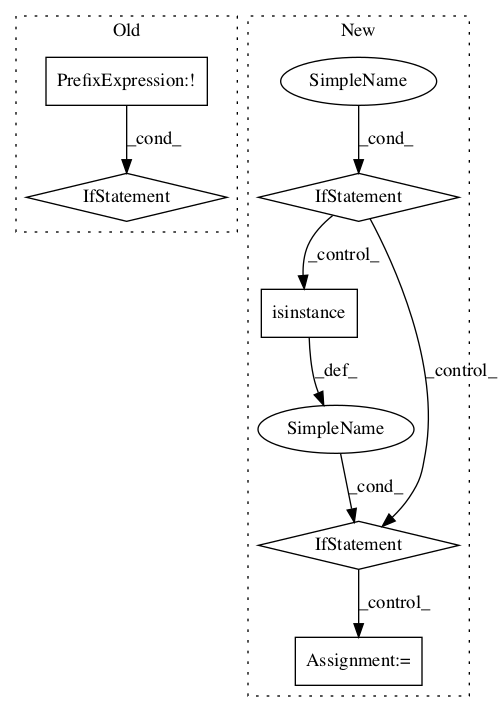 Old
New
PrefixExpression:!
SimpleName
_cond_
_cond_
IfStatement
IfStatement
_control_
isinstance
_control_
_def_
SimpleName
_cond_
IfStatement
_control_
Assignment:=